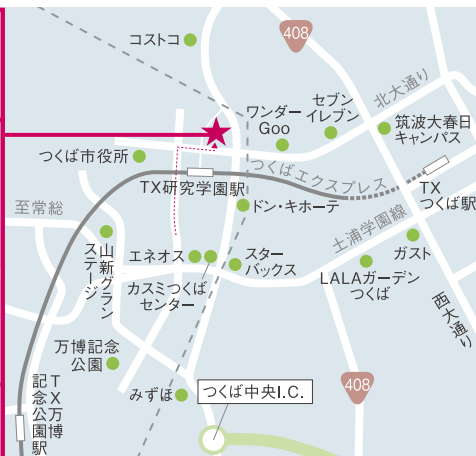 コストコ
408
北大通り
セブン
イレブン
ワンダー
Goo
筑波大春日
キャンパス
つくば市役所
つくばエクスプレス
TX研究学園駅
TX
つくば駅
至常総
ドン・キホーテ
土浦学園線
山新グラン
ステージ
エネオス
スター
バックス
ガスト
カスミつくば
センター
LALAガーデン
つくば
西大通り
万博記念
公園
TX万博
記念公園駅
みずほ
つくば中央I.C.
408